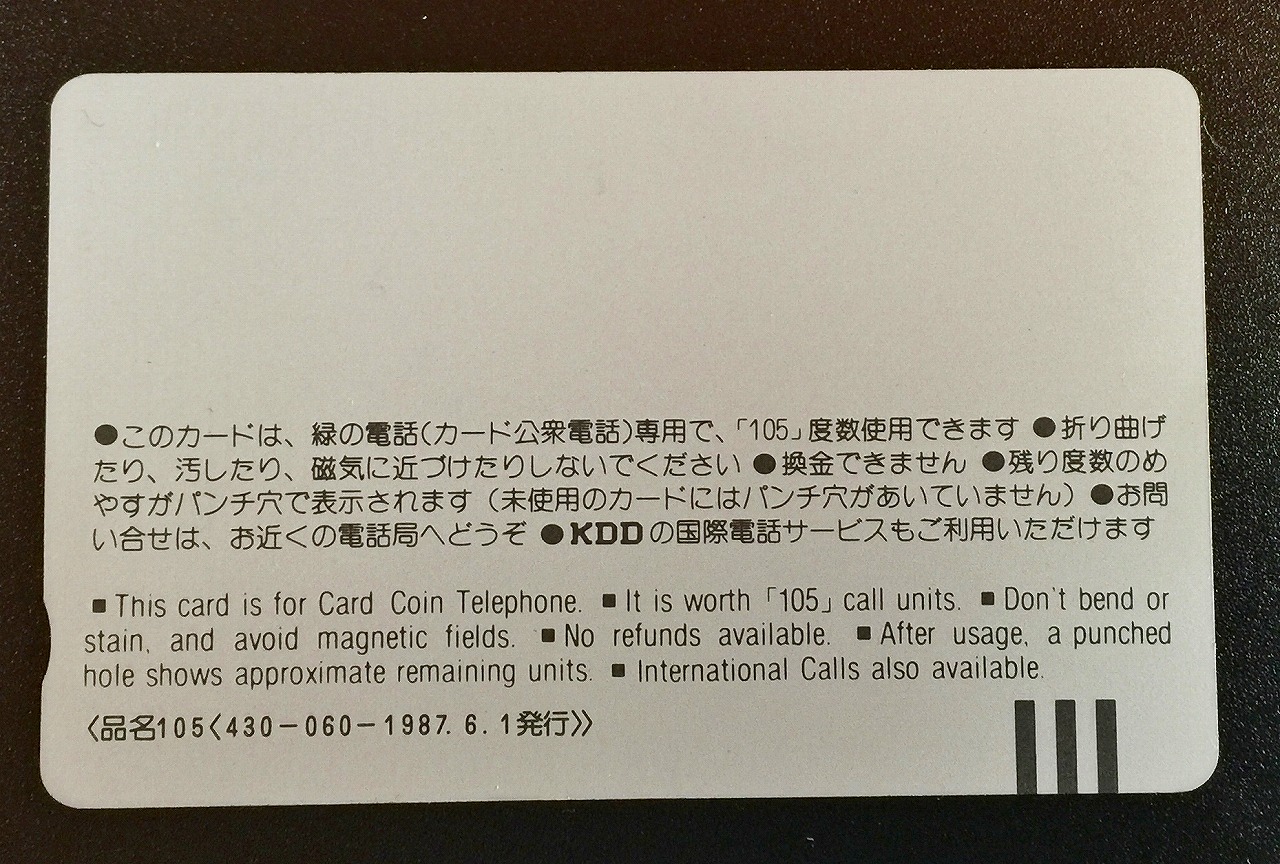 ●このカードは、緑の電話(カード公衆電話)専用で、「105」度数使用できます ●折り曲げ
たり、汚したり、磁気に近づけたりしないでください ●換金できません ●残り度数のめ
やすがパンチ穴で表示されます（未使用のカードにはパンチ穴があいていません）●お問
い合せは、お近くの電話局へどうぞ ●KDDの国際電話サービスもご利用いただけます
■This card is for Card Coin Telephone. ■It is worth「105」call units. ■Don't bend or
stain, and avoid magnetic fields. ■No refunds available. ■After usage, a punched
hole shows approximate remaining units. ■International Calls also available.
〈品名105〈430−060−1987. 6. 1発行〉〉